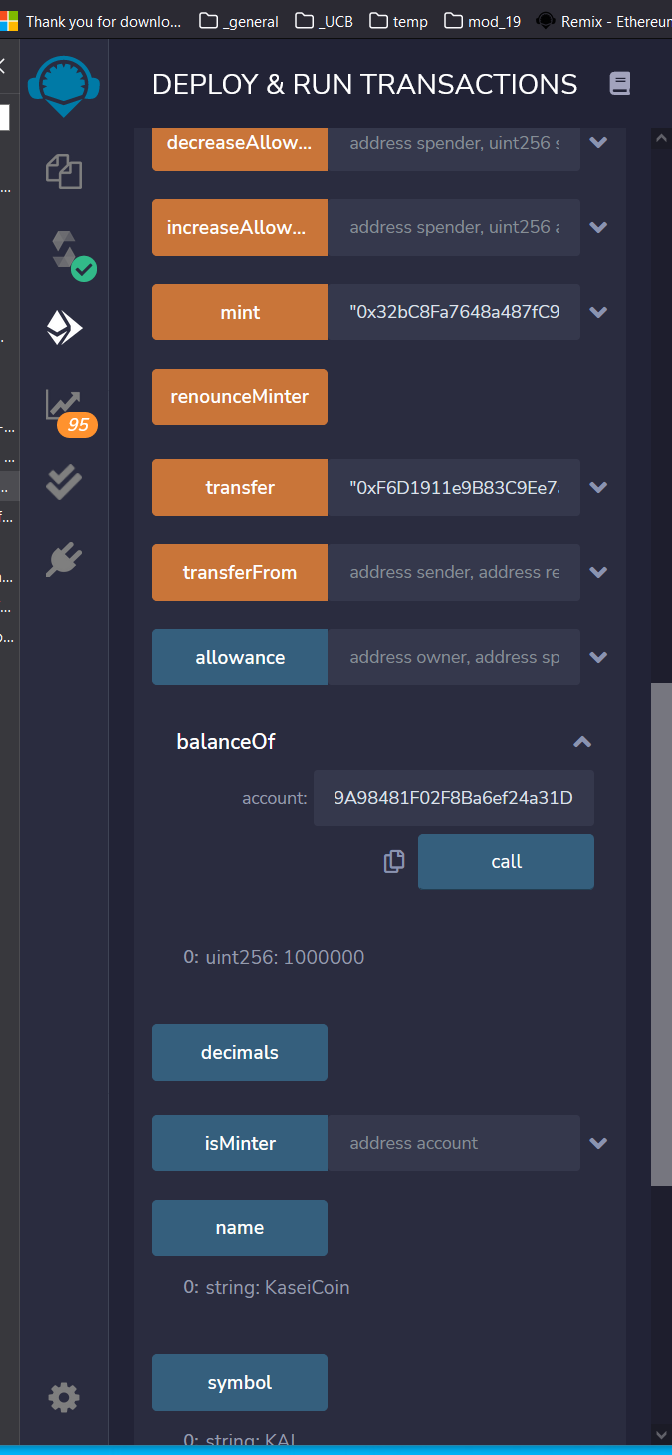 Thank you for downlo... _general _UCB temp mod_19 Remix - Ethereun
DEPLOY & RUN TRANSACTIONS
decreaseAllow... address spender, uint256 s
increaseAllow... address spender, uint256 a
mint "0x32bC8Fa7648a487fC9
renounceMinter
95
transfer "0xF6D1911e9B83C9Ee7a
transferFrom address sender, address re
allowance address owner, address sp
balanceOf
account: 9A98481F02F8Ba6ef24a31D
call
0: uint256: 1000000
decimals
isMinter address account
name
0: string: KaseiCoin
symbol
0: string: KAI